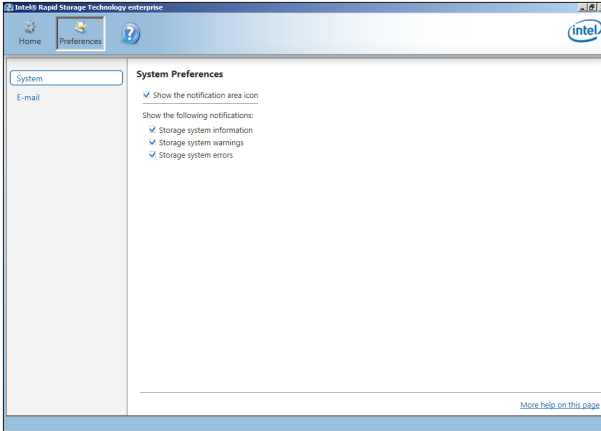 Intel® Rapid Storage Technology enterprise
Home
Preferences
?
intel
System
E-mail
System Preferences
Show the notification area icon
Show the following notifications:
Storage system information
Storage system warnings
Storage system errors
More help on this page